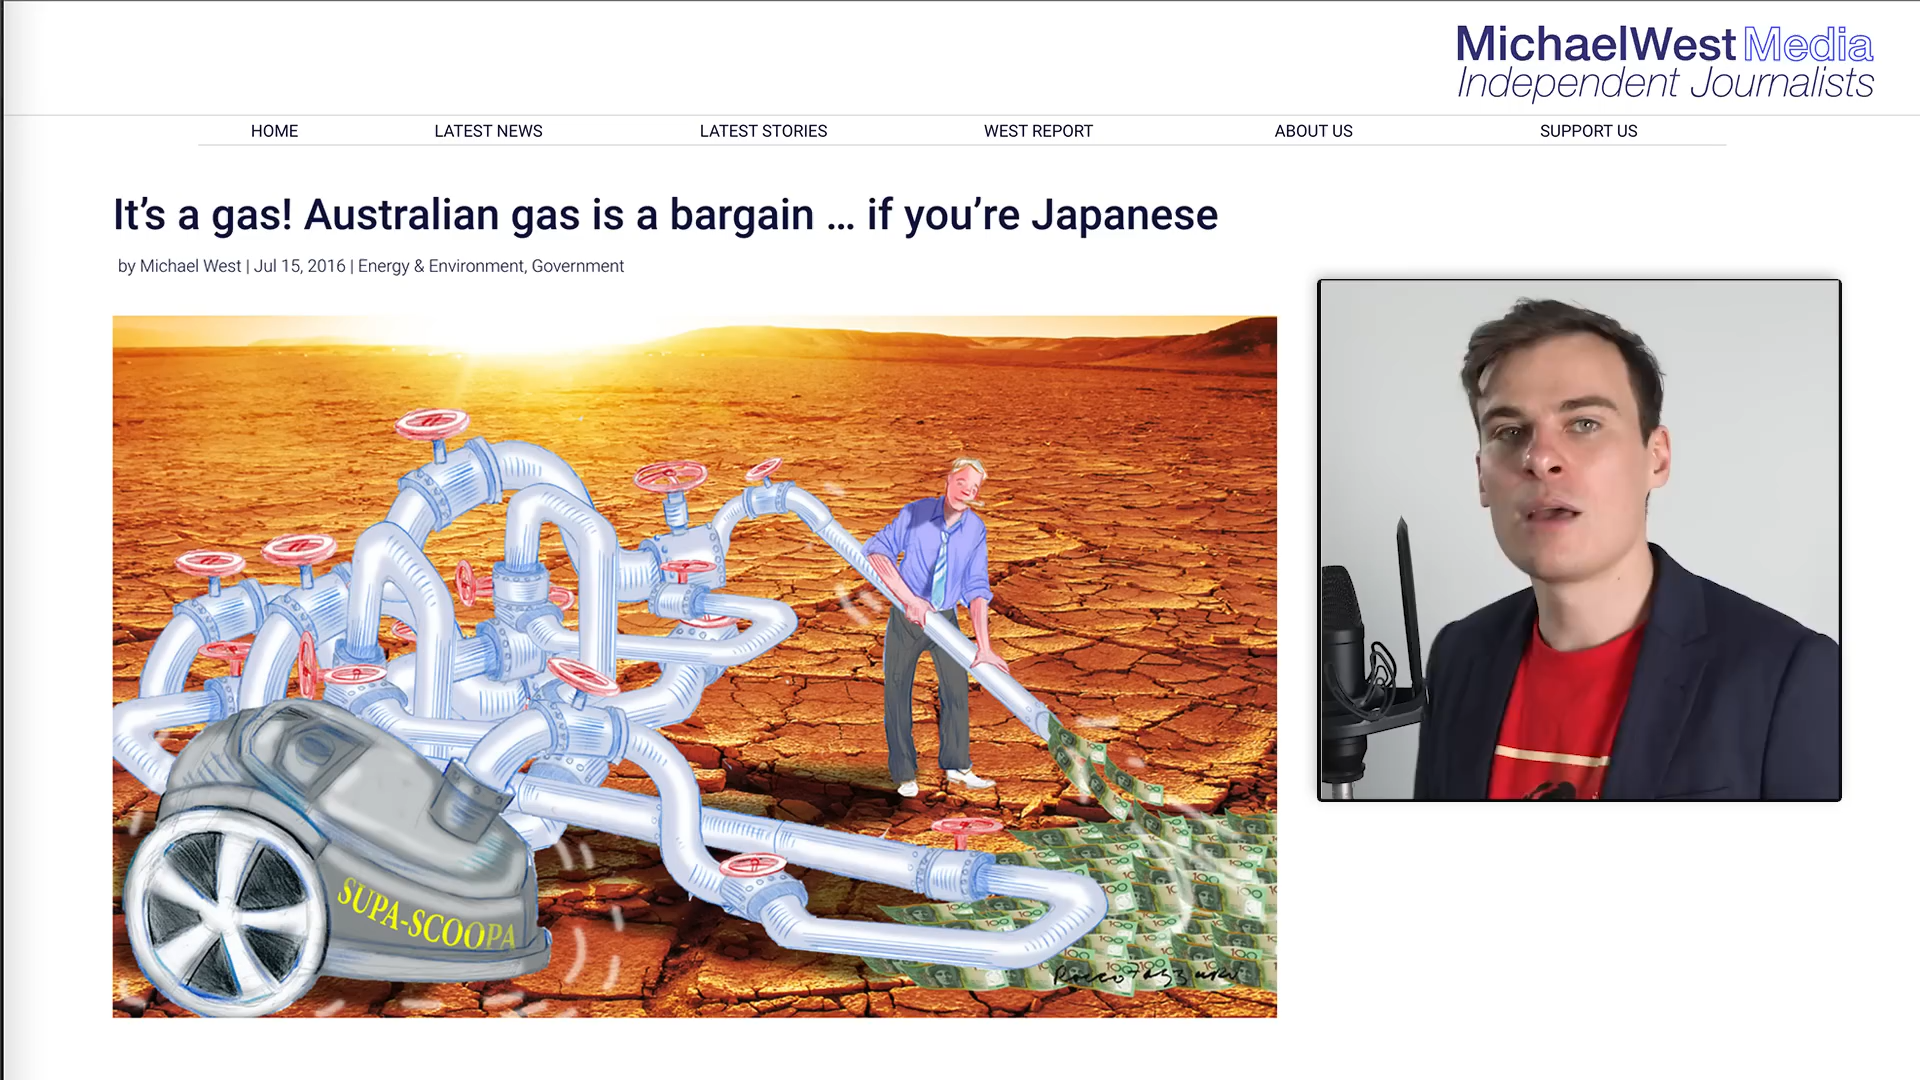 MichaelWest Media
Independent Journalists
HOME
LATEST NEWS
LATEST STORIES
WEST REPORT
ABOUT US
SUPPORT US
It’s a gas! Australian gas is a bargain ... if you’re Japanese
by Michael West | Jul 15, 2016 | Energy & Environment, Government
SUPA-SCOOPA